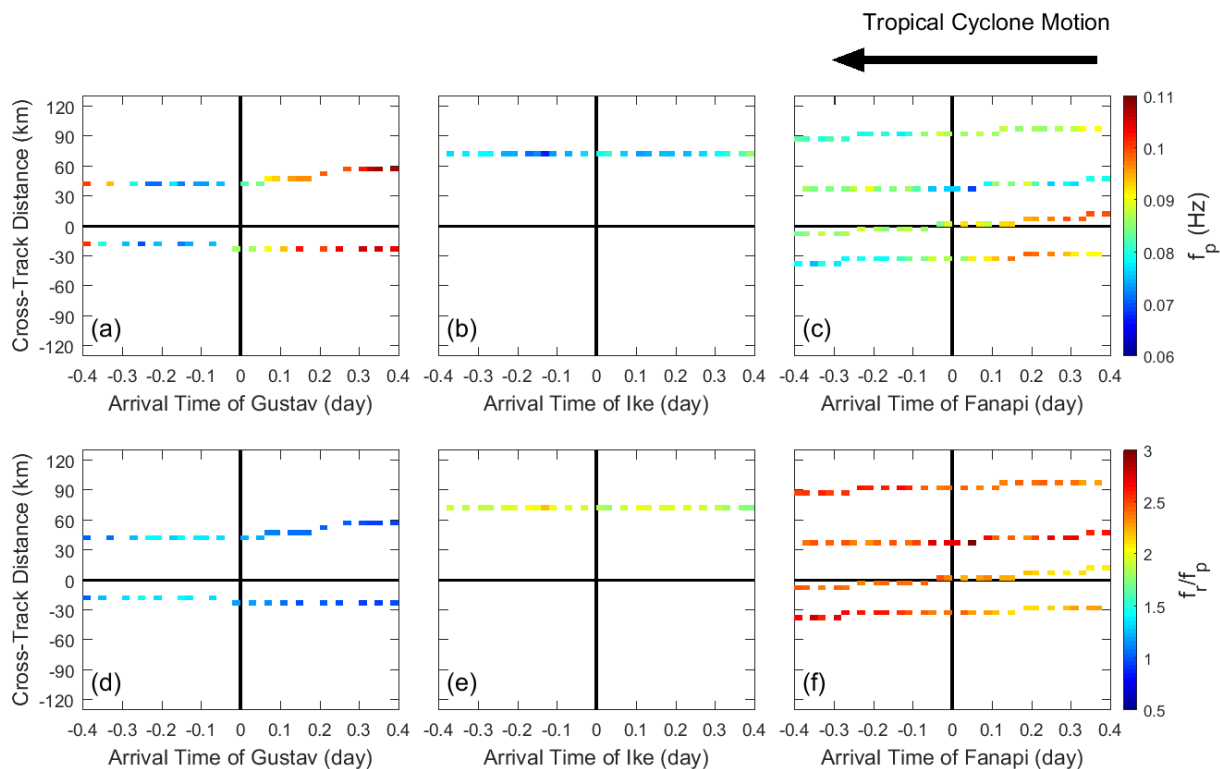 Tropical Cyclone Motion
Cross-Track Distance (km)
120
90
60
30
0
-30
-60
-90
-120
(a)
-0.4 -0.3 -0.2 -0.1 0 0.1 0.2 0.3 0.4
Arrival Time of Gustav (day)
(b)
-0.4 -0.3 -0.2 -0.1 0 0.1 0.2 0.3 0.4
Arrival Time of Ike (day)
(c)
-0.4 -0.3 -0.2 -0.1 0 0.1 0.2 0.3 0.4
Arrival Time of Fanapi (day)
0.11
0.1
0.09
0.08
0.07
0.06
f_p (Hz)
Cross-Track Distance (km)
120
90
60
30
0
-30
-60
-90
-120
(d)
-0.4 -0.3 -0.2 -0.1 0 0.1 0.2 0.3 0.4
Arrival Time of Gustav (day)
(e)
-0.4 -0.3 -0.2 -0.1 0 0.1 0.2 0.3 0.4
Arrival Time of Ike (day)
(f)
-0.4 -0.3 -0.2 -0.1 0 0.1 0.2 0.3 0.4
Arrival Time of Fanapi (day)
3
2.5
2
1.5
1
0.5
f_r/f_p